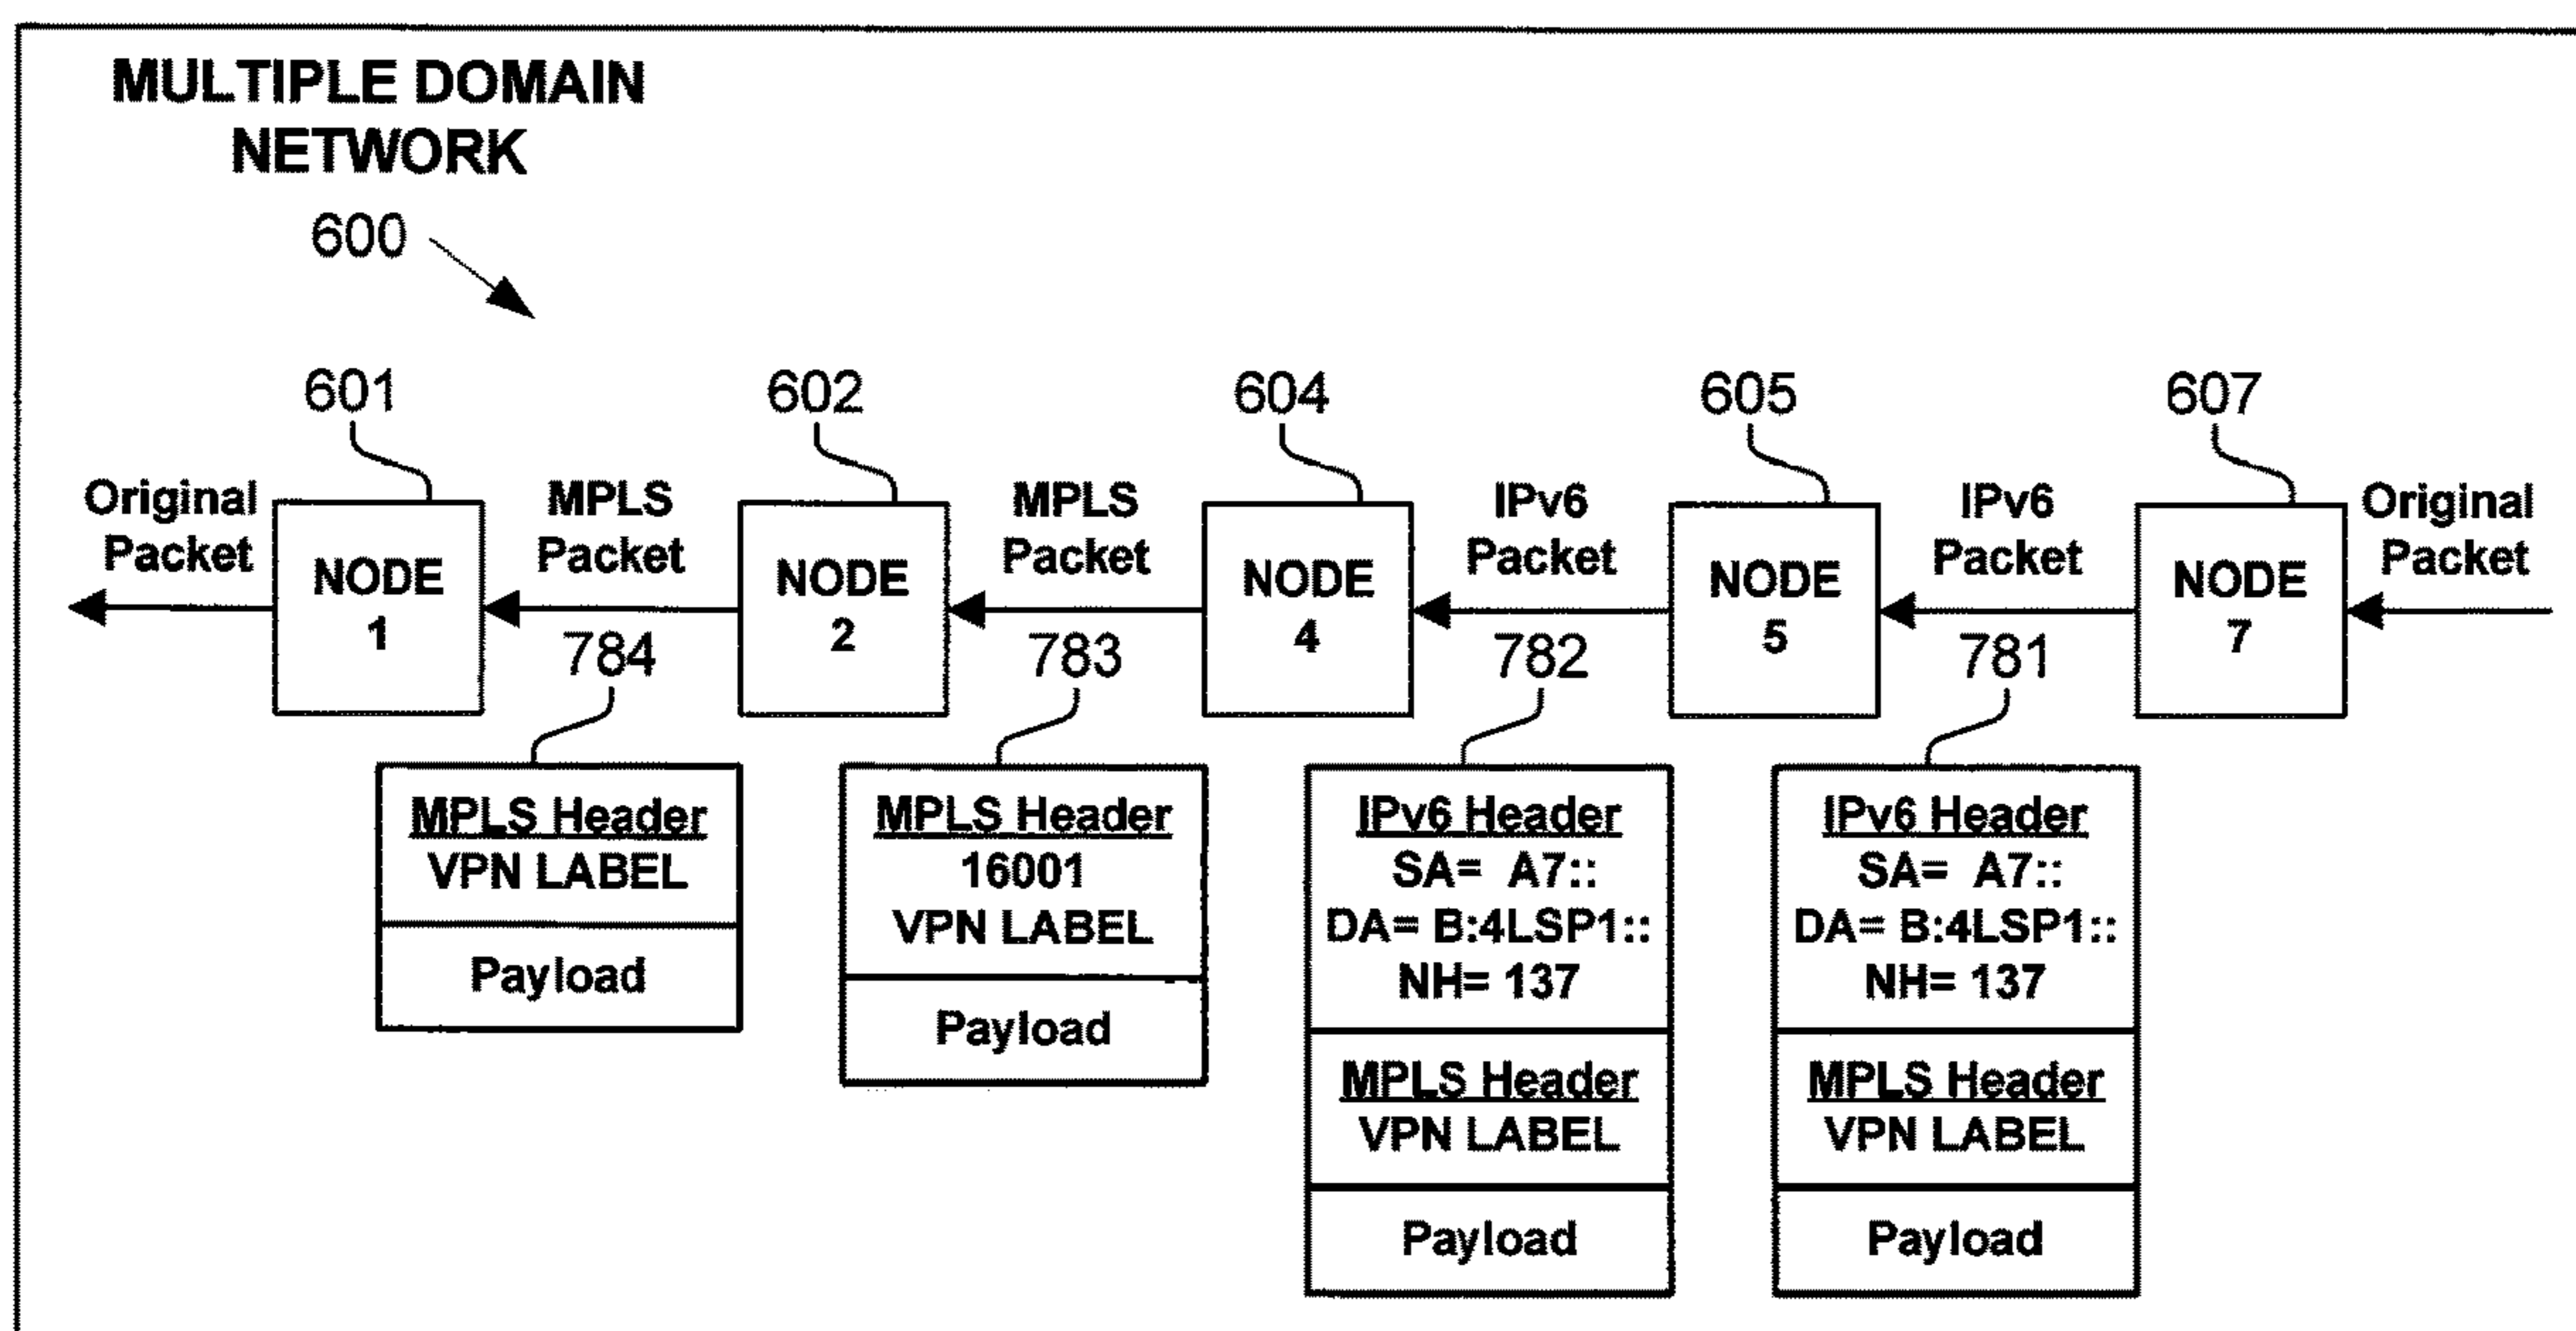 MULTIPLE DOMAIN
NETWORK
600
601
602
604
605
607
Original
Packet
MPLS
Packet
MPLS
Packet
IPv6
Packet
IPv6
Packet
Original
Packet
NODE
1
NODE
2
NODE
4
NODE
5
NODE
7
784
783
782
781
MPLS Header
VPN LABEL
Payload
MPLS Header
16001
VPN LABEL
Payload
IPv6 Header
SA= A7::
DA= B:4LSP1::
NH= 137
MPLS Header
VPN LABEL
Payload
IPv6 Header
SA= A7::
DA= B:4LSP1::
NH= 137
MPLS Header
VPN LABEL
Payload